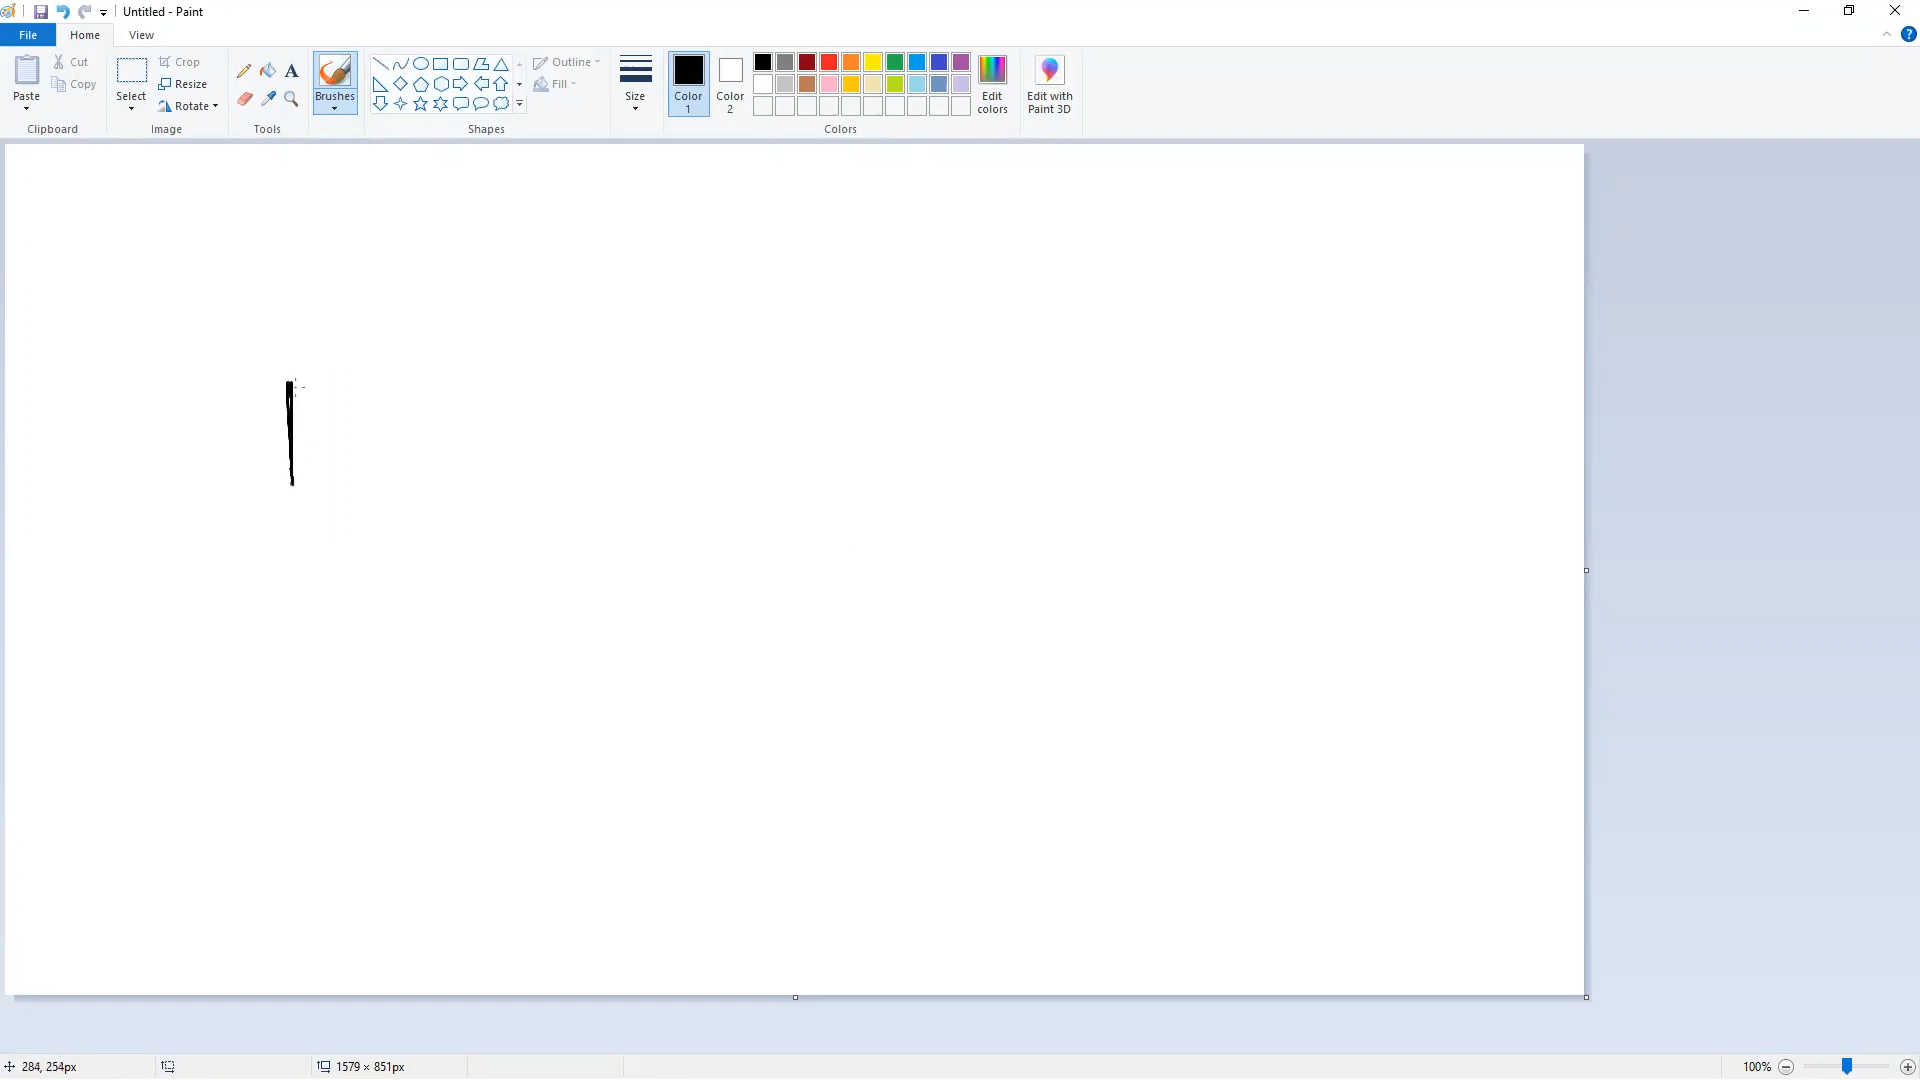 Untitled - Paint
File Home View
Paste
Cut
Copy
Clipboard
Select
Crop
Resize
Rotate
Image
A
Tools
Brushes
Shapes
Outline
Fill
Size
Color 1
Color 2
Colors
Edit colors
Edit with Paint 3D
?
284, 254px
1579 × 851px
100%